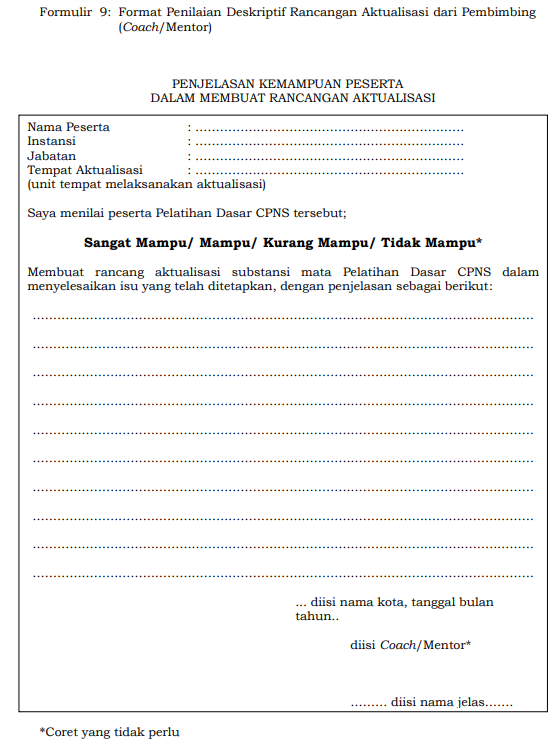 Formulir 9: Format Penilaian Deskriptif Rancangan Aktualisasi dari Pembimbing
(Coach/Mentor)
PENJELASAN KEMAMPUAN PESERTA
DALAM MEMBUAT RANCANGAN AKTUALISASI
Nama Peserta : ..................................................................
Instansi : ..................................................................
Jabatan : ..................................................................
Tempat Aktualisasi : ..................................................................
(unit tempat melaksanakan aktualisasi)
Saya menilai peserta Pelatihan Dasar CPNS tersebut;
Sangat Mampu/ Mampu/ Kurang Mampu/ Tidak Mampu*
Membuat rancang aktualisasi substansi mata Pelatihan Dasar CPNS dalam
menyelesaikan isu yang telah ditetapkan, dengan penjelasan sebagai berikut:
..........................................................................................................................
..........................................................................................................................
..........................................................................................................................
..........................................................................................................................
..........................................................................................................................
..........................................................................................................................
..........................................................................................................................
..........................................................................................................................
..........................................................................................................................
..........................................................................................................................
... diisi nama kota, tanggal bulan
tahun..
diisi Coach/Mentor*
......... diisi nama jelas.......
*Coret yang tidak perlu